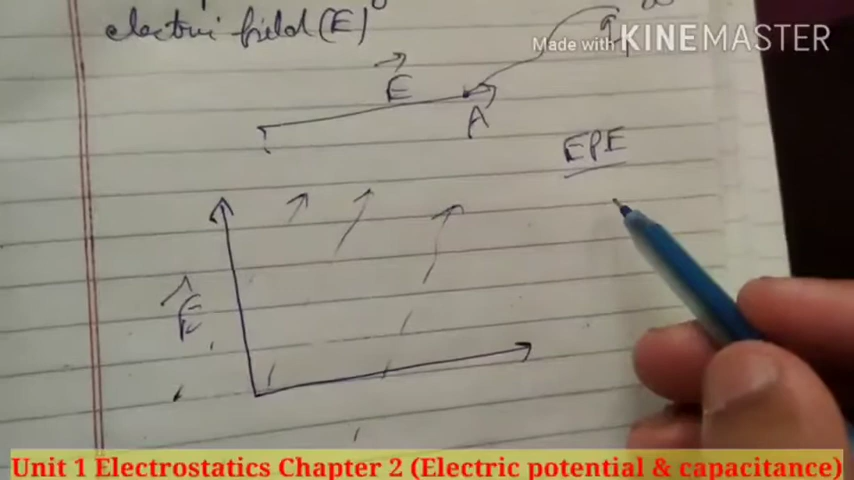 electric field (E)
Made with KINEMASTER
q
E
A
EPE
E
Unit 1 Electrostatics Chapter 2 (Electric potential & capacitance)